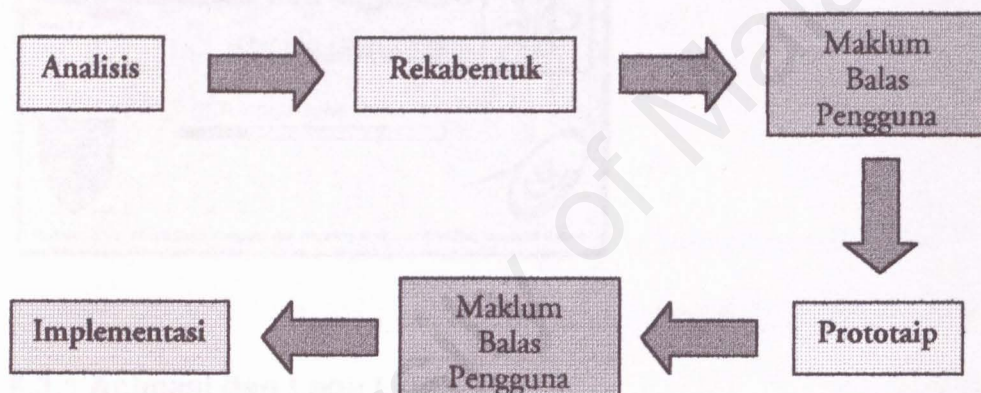 Analisis
Rekabentuk
Maklum
Balas
Pengguna
Prototaip
Maklum
Balas
Pengguna
Implementasi